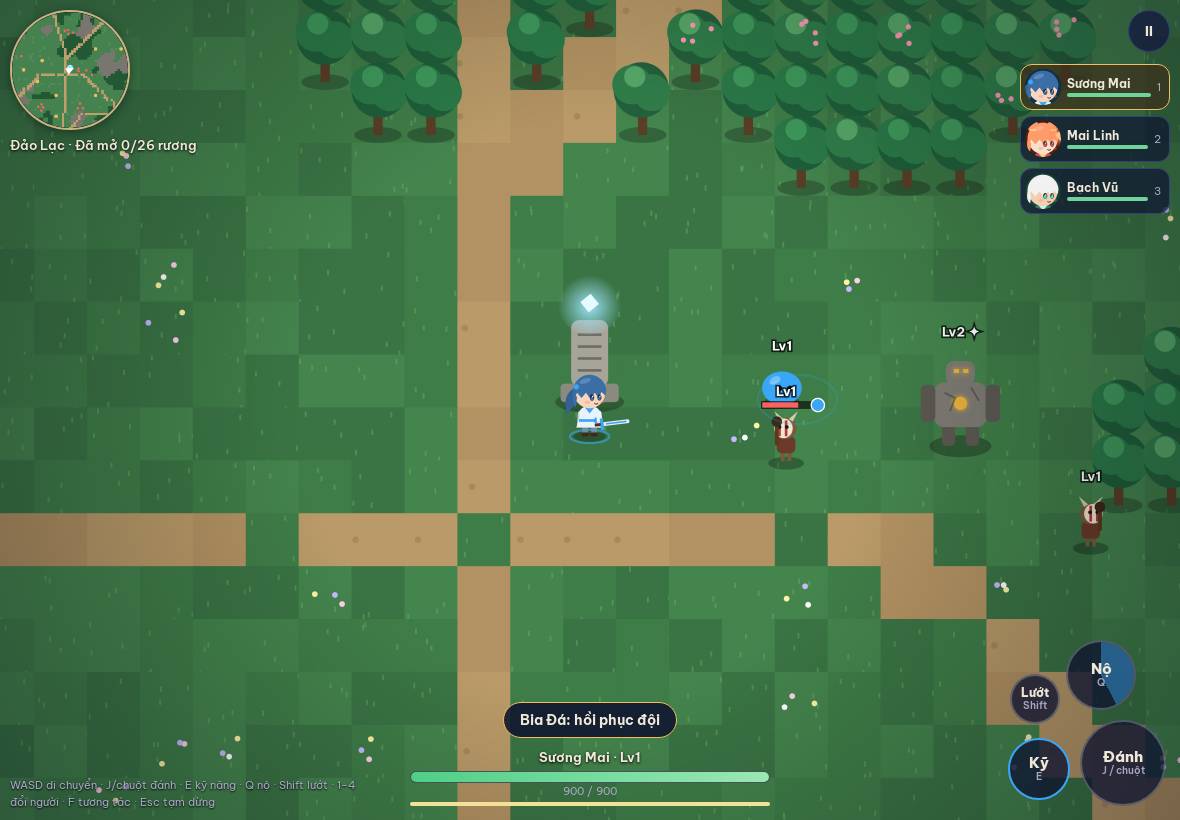 Đảo Lạc · Đã mở 0/26 rương
Sương Mai 1
Mai Linh 2
Bạch Vũ 3
Lv1
Lv2
Lv1
Lv1
Nộ
Q
Lướt
Shift
Kỹ
E
Đánh
J / chuột
Bia Đá: hồi phục đội
Sương Mai · Lv1
900 / 900
WASD di chuyển · J/chuột đánh · E kỹ năng · Q nộ · Shift lướt · 1–4
đổi người · F tương tác · Esc tạm dừng